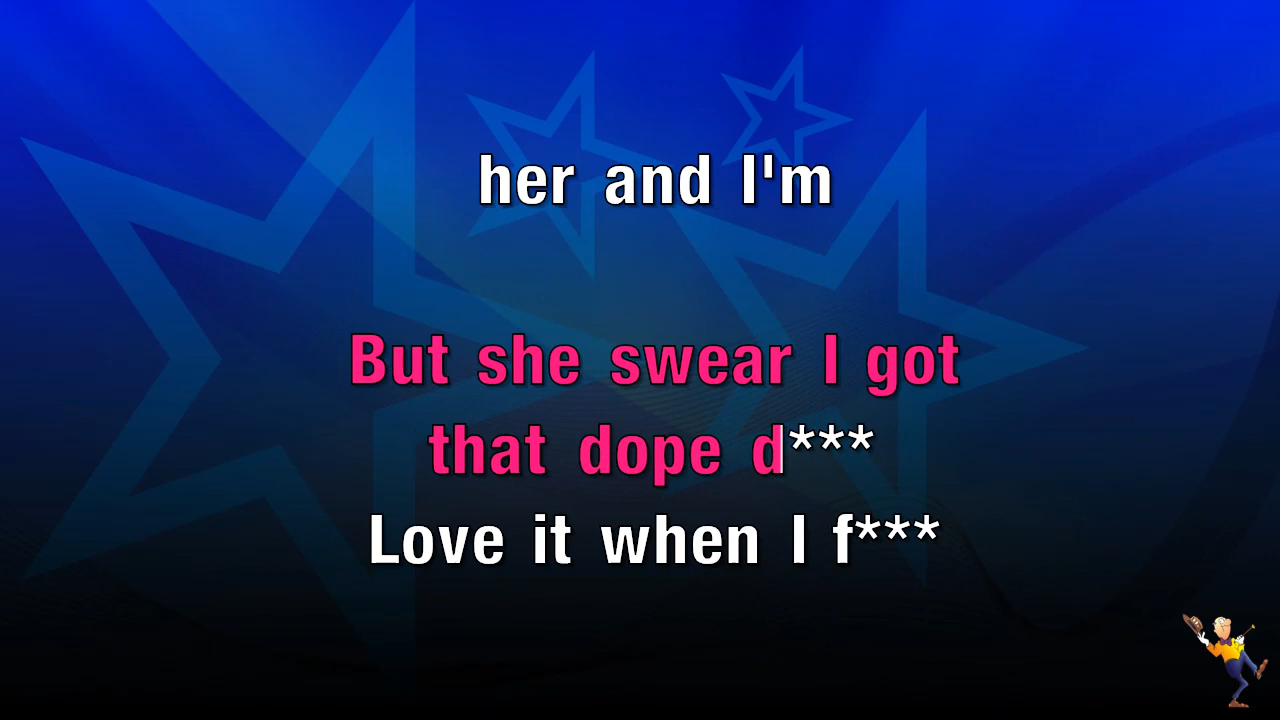 her and I'm
But she swear I got
that dope d***
Love it when I f***